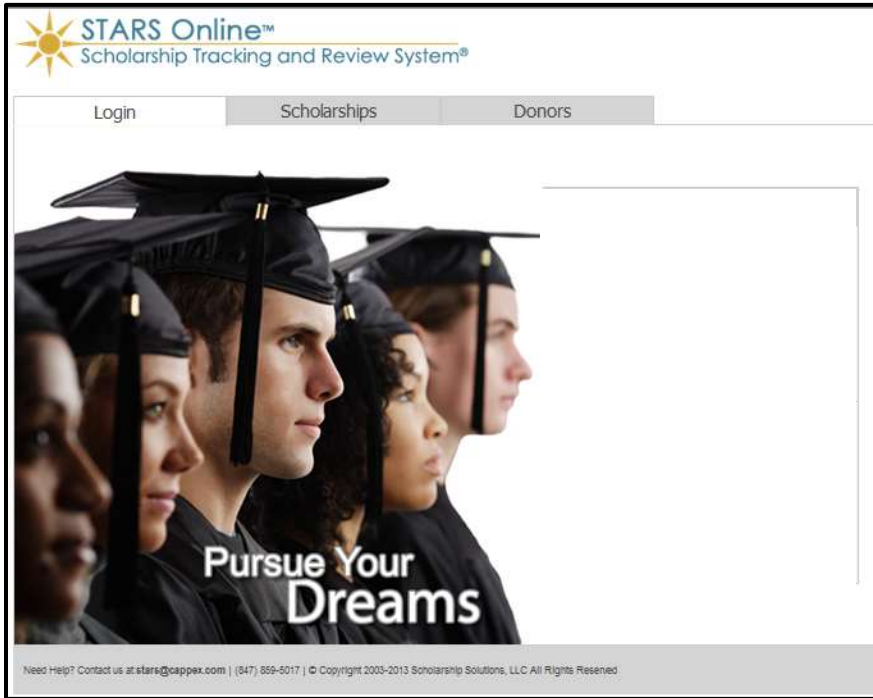 STARS Online™
Scholarship Tracking and Review System®
Login Scholarships Donors
Pursue Your
Dreams
Need Help? Contact us at:stars@cappex.com | (847) 859-5017 | © Copyright 2003-2013 Scholarship Solutions, LLC All Rights Reserved